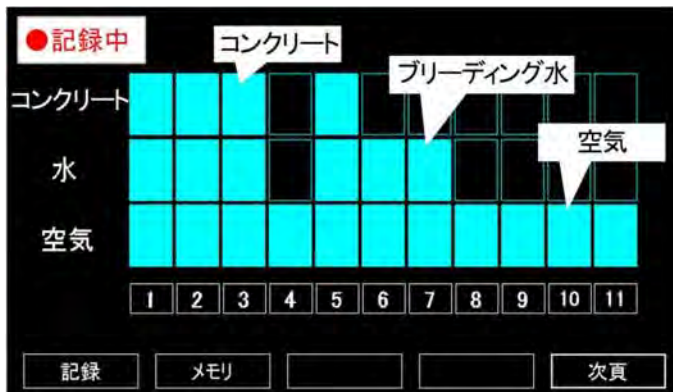 ●記録中
コンクリート
ブリーディング水
空気
コンクリート
水
空気
1 2 3 4 5 6 7 8 9 10 11
記録 メモリ 次頁